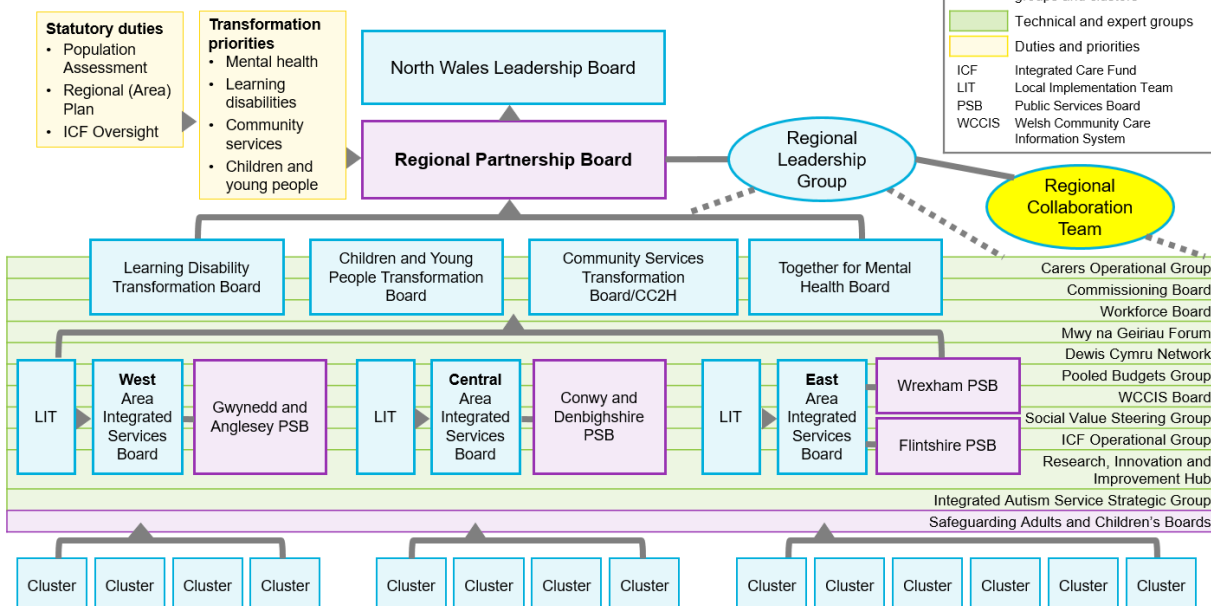 groups and clusters
Technical and expert groups
Duties and priorities
ICF Integrated Care Fund
LIT Local Implementation Team
PSB Public Services Board
WCCIS Welsh Community Care
Information System
Statutory duties
• Population
Assessment
• Regional (Area)
Plan
• ICF Oversight
Transformation
priorities
• Mental health
• Learning
disabilities
• Community
services
• Children and
young people
North Wales Leadership Board
Regional Partnership Board
Regional
Leadership
Group
Regional
Collaboration
Team
Learning Disability
Transformation Board
Children and Young
People Transformation
Board
Community Services
Transformation
Board/CC2H
Together for Mental
Health Board
Carers Operational Group
Commissioning Board
Workforce Board
Mwy na Geiriau Forum
Dewis Cymru Network
Pooled Budgets Group
WCCIS Board
Social Value Steering Group
ICF Operational Group
Research, Innovation and
Improvement Hub
Integrated Autism Service Strategic Group
Safeguarding Adults and Children’s Boards
LIT
West
Area
Integrated
Services
Board
Gwynedd and
Anglesey PSB
LIT
Central
Area
Integrated
Services
Board
Conwy and
Denbighshire
PSB
LIT
East
Area
Integrated
Services
Board
Wrexham PSB
Flintshire PSB
Cluster
Cluster
Cluster
Cluster
Cluster
Cluster
Cluster
Cluster
Cluster
Cluster
Cluster
Cluster
Cluster
Cluster